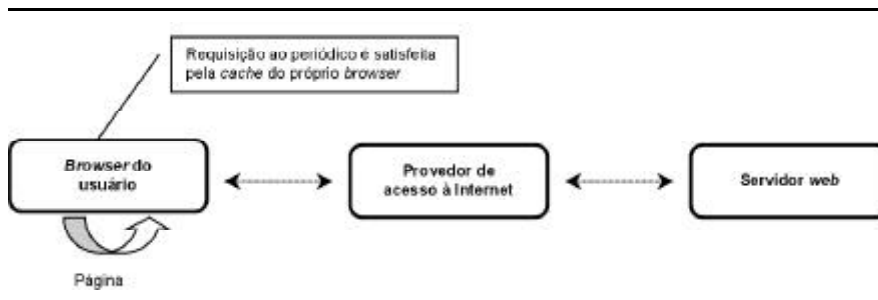 Requisição ao periódico é satisfeita
pela cache do próprio browser
Browser do
usuário
Provedor de
acesso à Internet
Servidor web
Página